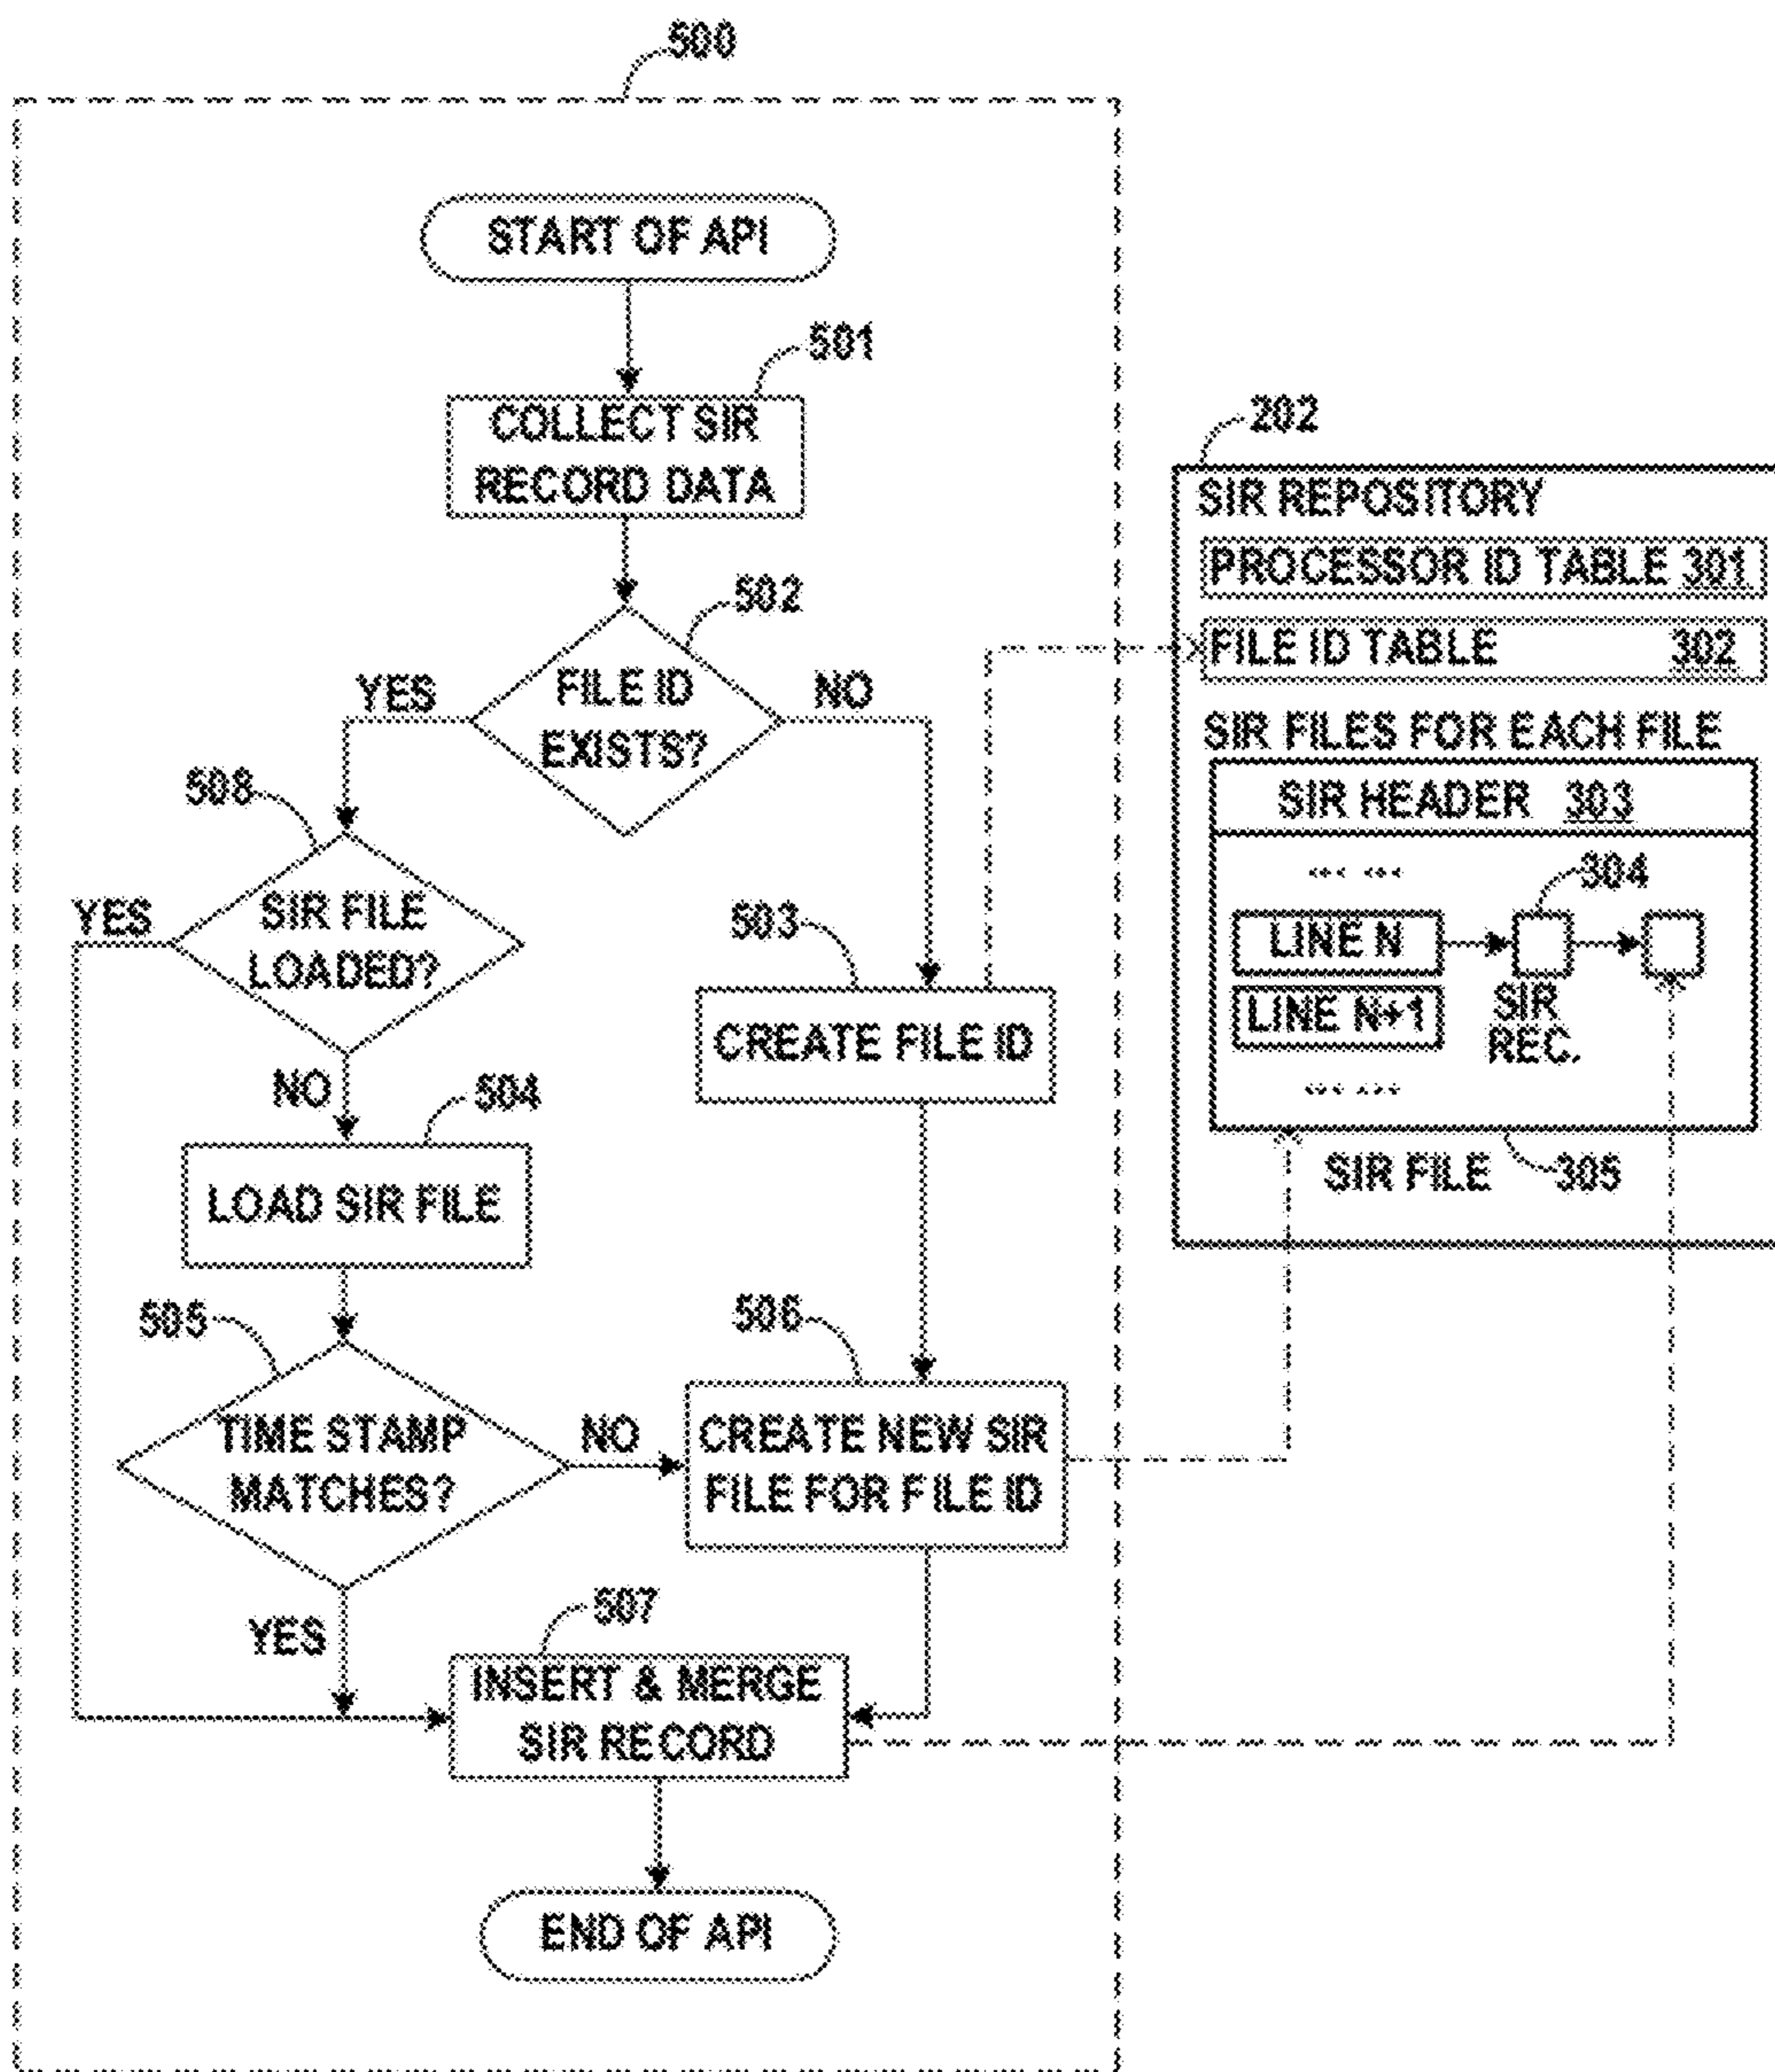 500
START OF API
501
COLLECT SIR
RECORD DATA
202
SIR REPOSITORY
PROCESSOR ID TABLE 301
502
FILE ID TABLE 302
YES
FILE ID
EXISTS?
NO
SIR FILES FOR EACH FILE
508
SIR HEADER 303
... ...
304
YES
SIR FILE
LOADED?
503
LINE N
LINE N+1
SIR
REC.
CREATE FILE ID
... ...
NO
504
LOAD SIR FILE
SIR FILE 305
505
506
TIME STAMP
MATCHES?
NO
CREATE NEW SIR
FILE FOR FILE ID
YES
507
INSERT & MERGE
SIR RECORD
END OF API